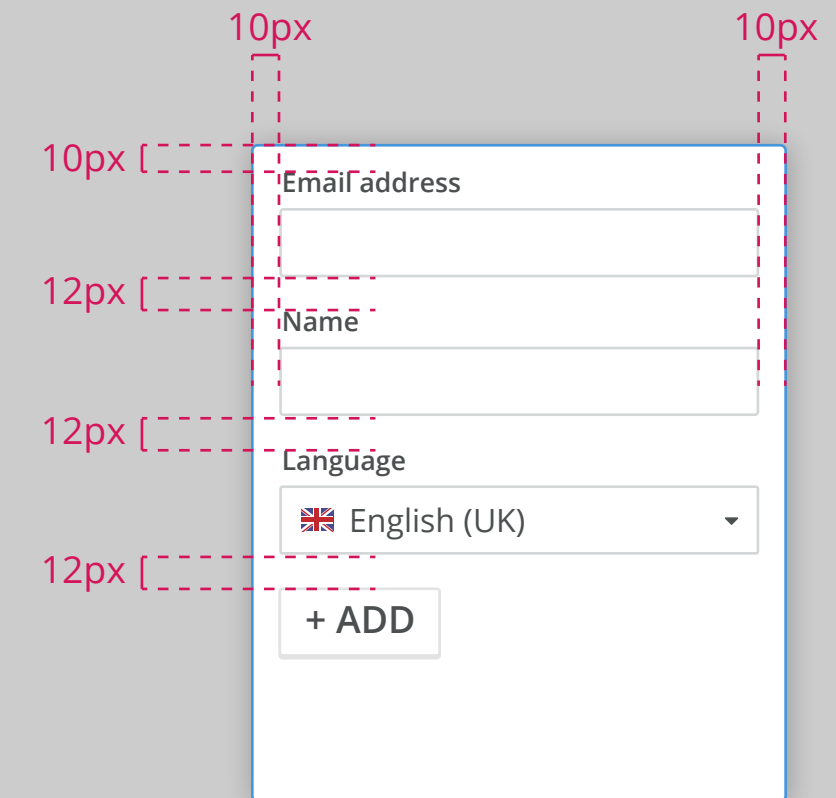 10px 10px
10px
Email address
12px
Name
12px
Language
English (UK)
12px
+ ADD